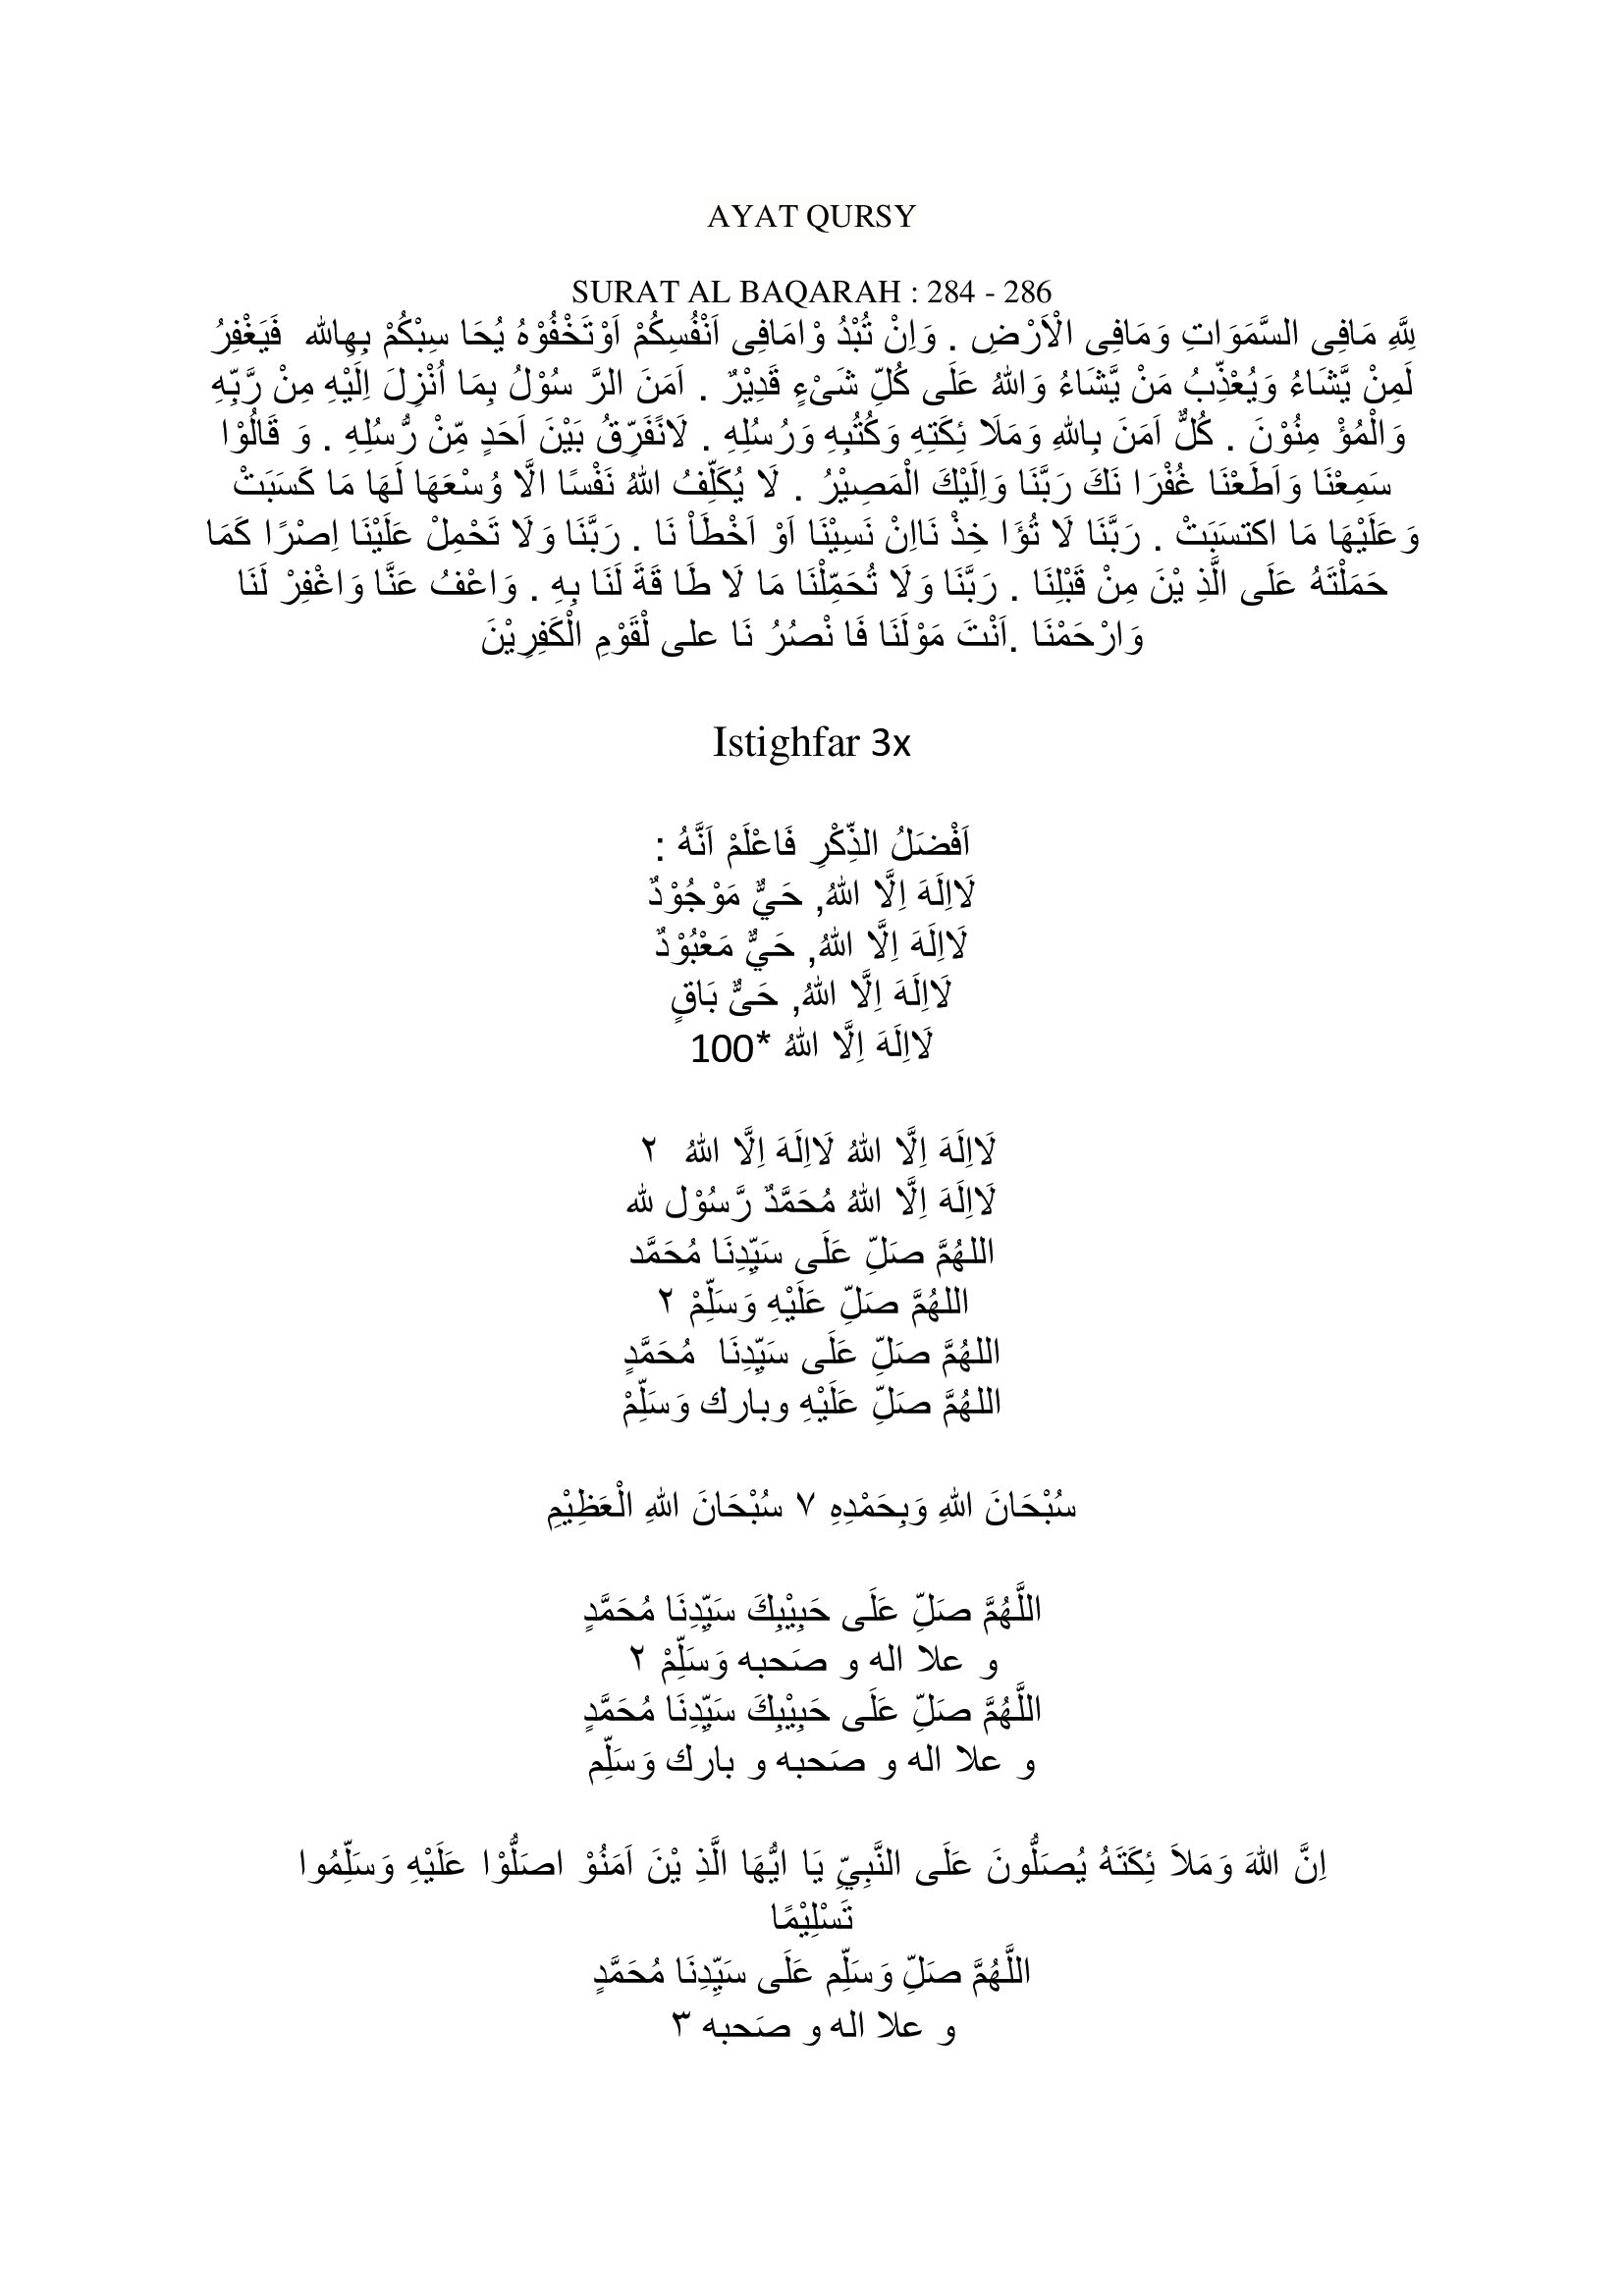 AYAT QURSY
SURAT AL BAQARAH : 284 - 286
لِلَّهِ مَافِى السَّمَوَاتِ وَمَافِى الْاَرْضِ . وَاِنْ تُبْدُ وْامَافِى اَنْفُسِكُمْ اَوْتَخْفُوْهُ يُحَا سِبْكُمْ بِهِالله فَيَغْفِرُ
لَمِنْ يَّشَاءُ وَيُعْذِّبُ مَنْ يَّشَاءُ وَاللهُ عَلَى كُلِّ شَىْءٍ قَدِيْرٌ . اَمَنَ الرَّ سُوْلُ بِمَا اُنْزِلَ اِلَيْهِ مِنْ رَّبِّهِ
وَالْمُؤْ مِنُوْنَ . كُلٌّ اَمَنَ بِاللهِ وَمَلَا ئِكَتِهِ وَكُتُبِهِ وَرُسُلِهِ . لَانًفَرِّقُ بَيْنَ اَحَدٍ مِّنْ رُّسُلِهِ . وَ قَالُوْا
سَمِعْنَا وَاَطَعْنَا غُفْرَا نَكَ رَبَّنَا وَاِلَيْكَ الْمَصِيْرُ . لَا يُكَلِّفُ اللهُ نَفْسًا الَّا وُسْعَهَا لَهَا مَا كَسَبَتْ
وَعَلَيْهَا مَا اكتسَبَتْ . رَبَّنَا لَا تُؤَا خِذْ نَااِنْ نَسِيْنَا اَوْ اَخْطَأْ نَا . رَبَّنَا وَلَا تَحْمِلْ عَلَيْنَا اِصْرًا كَمَا
حَمَلْتَهُ عَلَى الَّذِ يْنَ مِنْ قَبْلِنَا . رَبَّنَا وَلَا تُحَمِّلْنَا مَا لَا طَا قَةَ لَنَا بِهِ . وَاعْفُ عَنَّا وَاغْفِرْ لَنَا
وَارْحَمْنَا .اَنْتَ مَوْلَنَا فَا نْصُرُ نَا على لْقَوْمِ الْكَفِرِيْنَ
Istighfar 3x
اَفْضَلُ الذِّكْرِ فَاعْلَمْ اَنَّهُ :
لَااِلَهَ اِلَّا اللهُ, حَيٌّ مَوْجُوْدٌ
لَااِلَهَ اِلَّا اللهُ, حَيٌّ مَعْبُوْدٌ
لَااِلَهَ اِلَّا اللهُ, حَىٌّ بَاقٍ
لَااِلَهَ اِلَّا اللهُ *100
لَااِلَهَ اِلَّا اللهُ لَااِلَهَ اِلَّا اللهُ ٢
لَااِلَهَ اِلَّا اللهُ مُحَمَّدٌ رَّسُوْل لله
اللهُمَّ صَلِّ عَلَى سَيِّدِنَا مُحَمَّد
اللهُمَّ صَلِّ عَلَيْهِ وَسَلِّمْ ٢
اللهُمَّ صَلِّ عَلَى سَيِّدِنَا مُحَمَّدٍ
اللهُمَّ صَلِّ عَلَيْهِ وبارك وَسَلِّمْ
سُبْحَانَ اللهِ وَبِحَمْدِهِ ٧ سُبْحَانَ اللهِ الْعَظِيْمِ
اللَّهُمَّ صَلِّ عَلَى حَبِيْبِكَ سَيِّدِنَا مُحَمَّدٍ
و علا اله و صَحبه وَسَلِّمْ ٢
اللَّهُمَّ صَلِّ عَلَى حَبِيْبِكَ سَيِّدِنَا مُحَمَّدٍ
و علا اله و صَحبه و بارك وَسَلِّم
اِنَّ اللهَ وَمَلاَ ئِكَتَهُ يُصَلُّونَ عَلَى النَّبِيِّ يَا ايُّهَا الَّذِ يْنَ اَمَنُوْ اصَلُّوْا عَلَيْهِ وَسَلِّمُوا
تَسْلِيْمًا
اللَّهُمَّ صَلِّ وَسَلِّم عَلَى سَيِّدِنَا مُحَمَّدٍ
و علا اله و صَحبه ٣